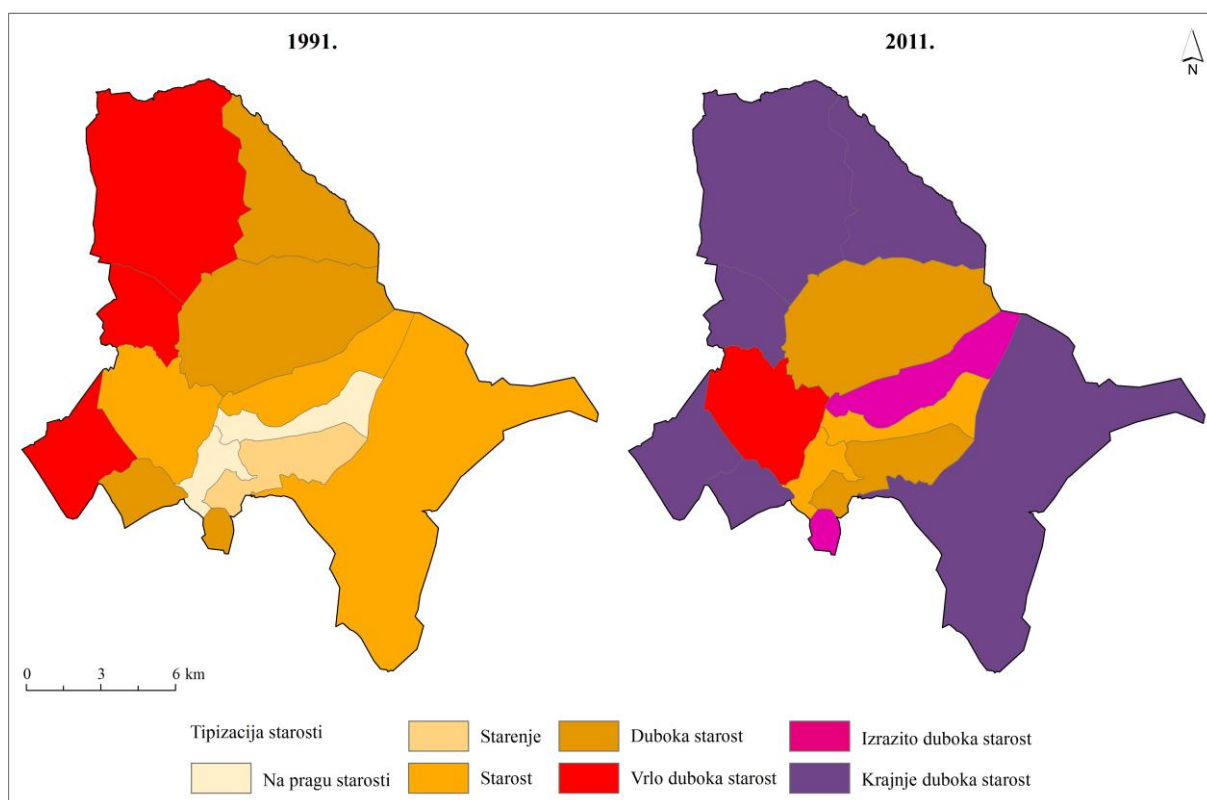 1991.
2011.
N
0 3 6 km
Tipizacija starosti
Na pragu starosti
Starenje
Starost
Duboka starost
Vrlo duboka starost
Izrazito duboka starost
Krajnje duboka starost